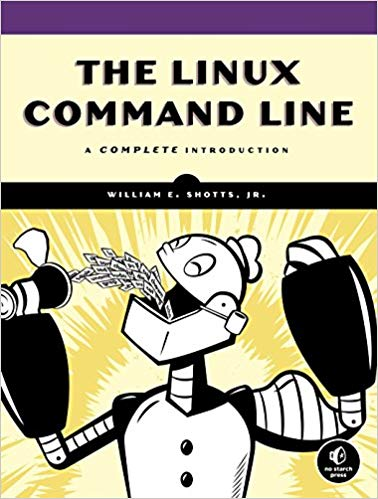 THE LINUX
COMMAND LINE
A COMPLETE INTRODUCTION
WILLIAM E. SHOTTS, JR.
no starch
press